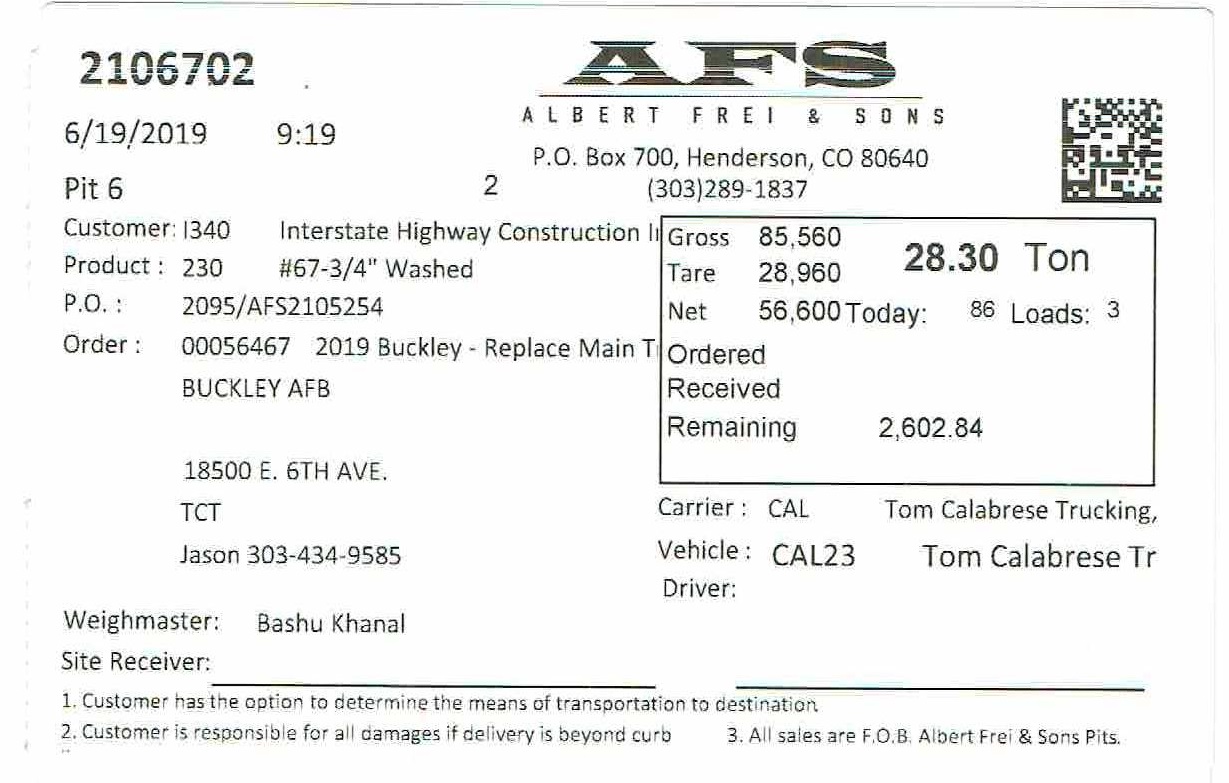 2106702
AFS
ALBERT FREI & SONS
6/19/2019 9:19
P.O. Box 700, Henderson, CO 80640
Pit 6 2 (303)289-1837
Customer: I340 Interstate Highway Construction I
Product : 230 #67-3/4" Washed
P.O. : 2095/AFS2105254
Order : 00056467 2019 Buckley - Replace Main T
BUCKLEY AFB
18500 E. 6TH AVE.
TCT
Jason 303-434-9585
Gross 85,560 28.30 Ton
Tare 28,960
Net 56,600 Today: 86 Loads: 3
Ordered
Received
Remaining 2,602.84
Carrier : CAL Tom Calabrese Trucking,
Vehicle : CAL23 Tom Calabrese Tr
Driver:
Weighmaster: Bashu Khanal
Site Receiver:
1. Customer has the option to determine the means of transportation to destination
2. Customer is responsible for all damages if delivery is beyond curb 3. All sales are F.O.B. Albert Frei & Sons Pits.